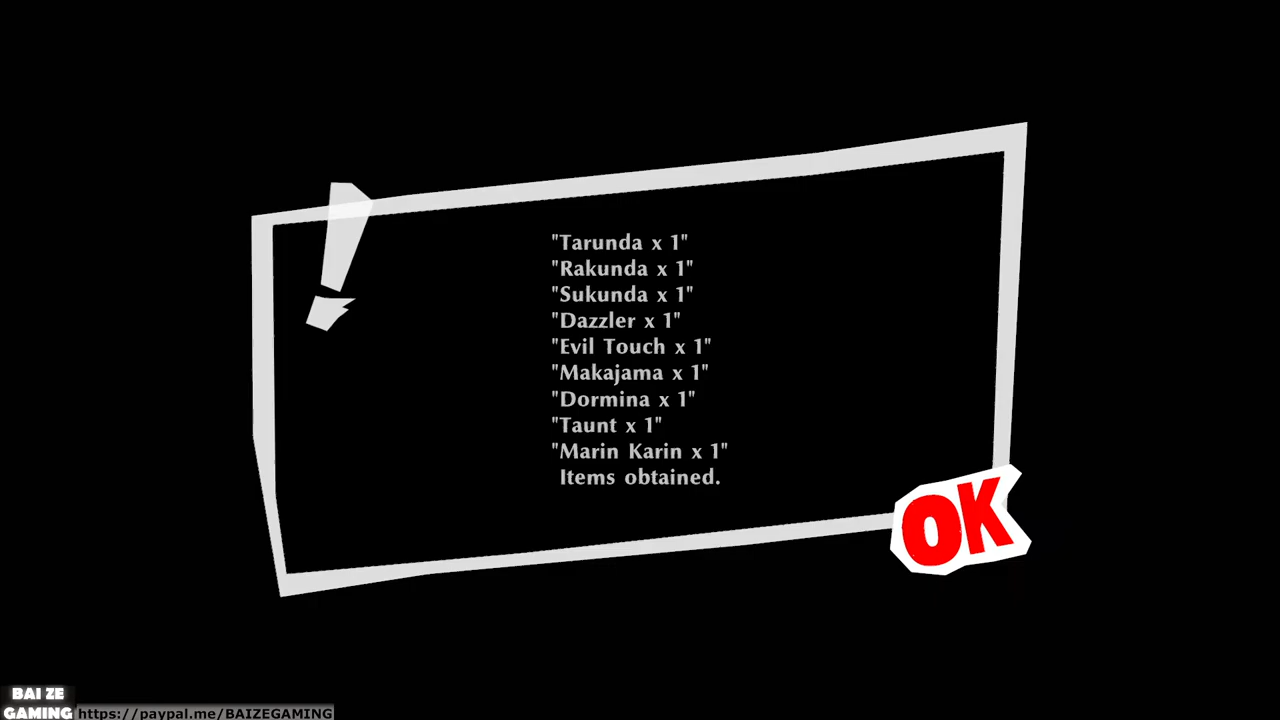 "Tarunda x 1"
"Rakunda x 1"
"Sukunda x 1"
"Dazzler x 1"
"Evil Touch x 1"
"Makajama x 1"
"Dormina x 1"
"Taunt x 1"
"Marin Karin x 1"
Items obtained.
OK
BAI ZE
GAMING https://paypal.me/BAIZEGAMING